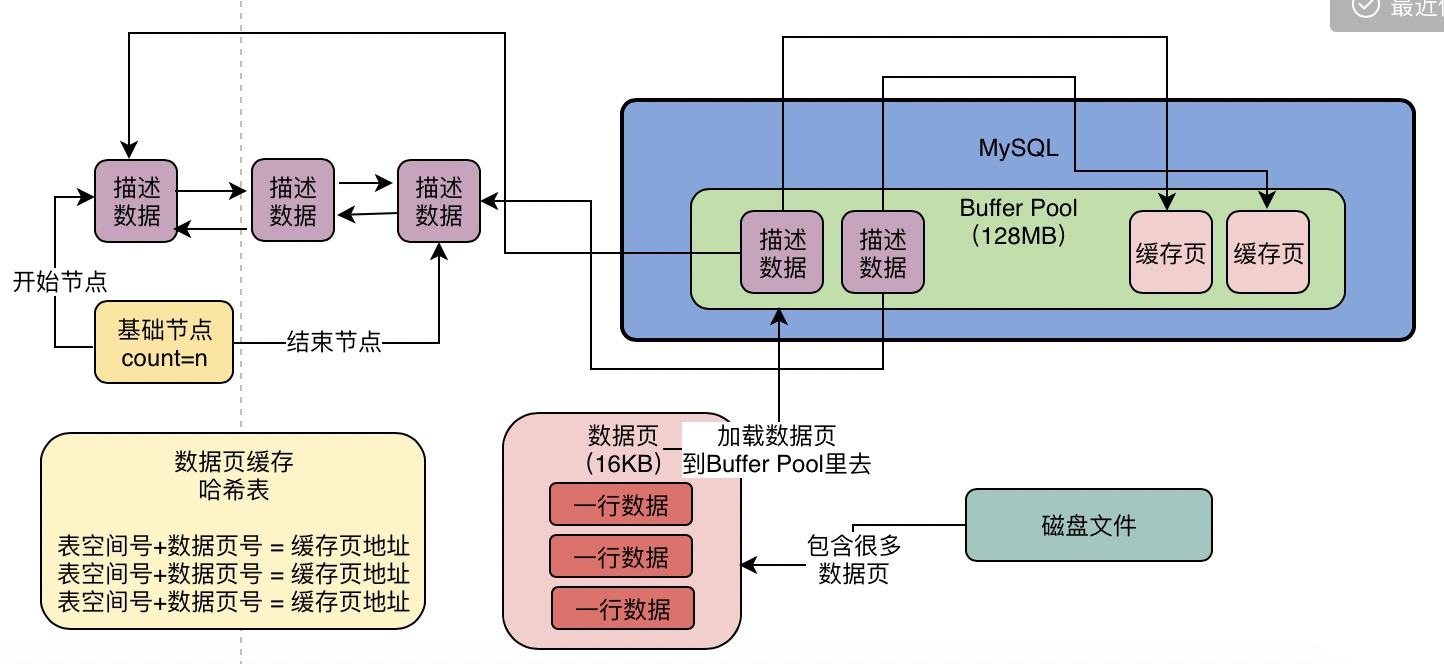 最近
MySQL
Buffer Pool
（128MB）
描述
数据
描述
数据
描述
数据
描述
数据
描述
数据
缓存页
缓存页
开始节点
基础节点
count=n
结束节点
数据页缓存
哈希表
表空间号+数据页号 = 缓存页地址
表空间号+数据页号 = 缓存页地址
表空间号+数据页号 = 缓存页地址
数据页
（16KB）
加载数据页
到Buffer Pool里去
一行数据
一行数据
一行数据
包含很多
数据页
磁盘文件